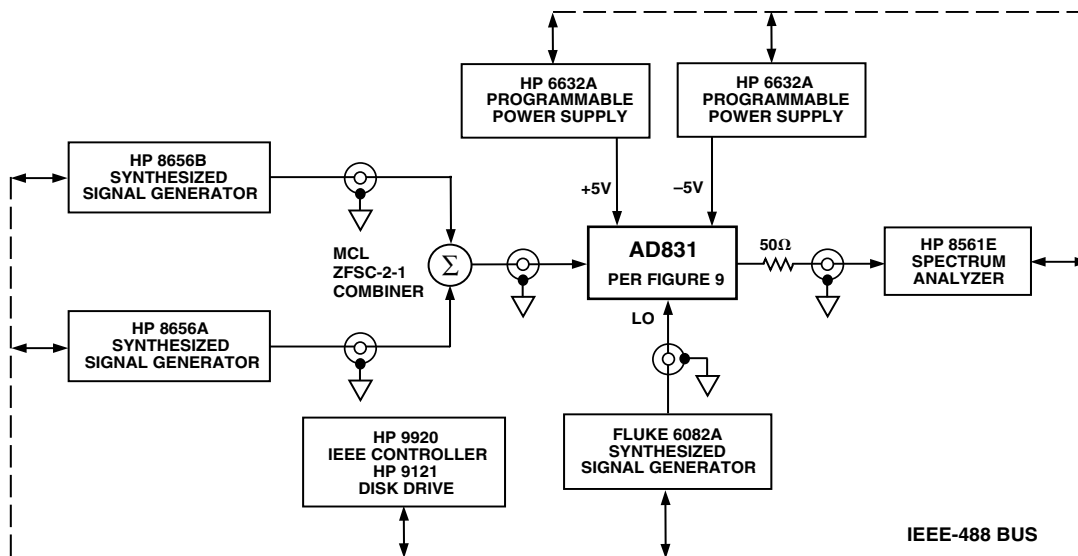 HP 6632A
PROGRAMMABLE
POWER SUPPLY
HP 6632A
PROGRAMMABLE
POWER SUPPLY
HP 8656B
SYNTHESIZED
SIGNAL GENERATOR
+5V
–5V
MCL
ZFSC-2-1
COMBINER
Σ
AD831
PER FIGURE 9
50Ω
HP 8561E
SPECTRUM
ANALYZER
LO
HP 8656A
SYNTHESIZED
SIGNAL GENERATOR
HP 9920
IEEE CONTROLLER
HP 9121
DISK DRIVE
FLUKE 6082A
SYNTHESIZED
SIGNAL GENERATOR
IEEE-488 BUS